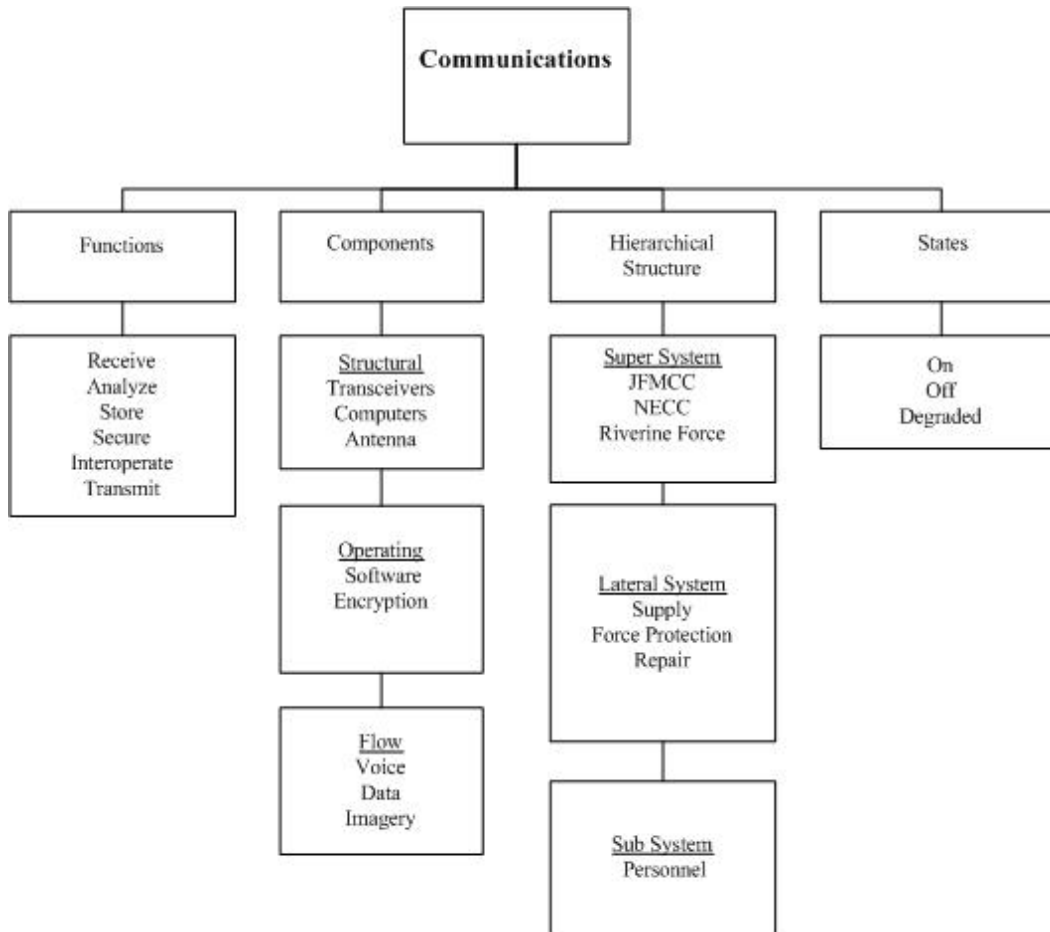 Communications
Functions
Components
Hierarchical
Structure
States
Receive
Analyze
Store
Secure
Interoperate
Transmit
Structural
Transceivers
Computers
Antenna
Operating
Software
Encryption
Flow
Voice
Data
Imagery
Super System
JFMCC
NECC
Riverine Force
Lateral System
Supply
Force Protection
Repair
Sub System
Personnel
On
Off
Degraded